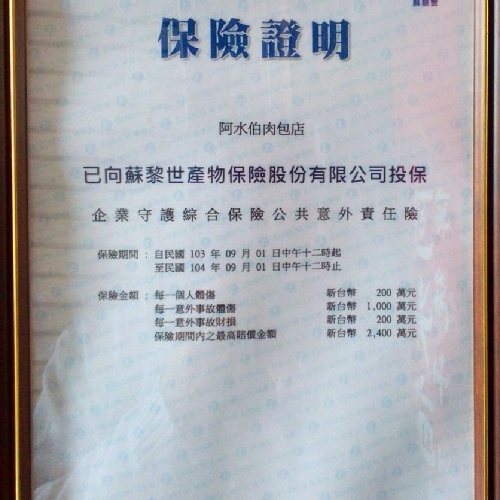 保險證明
阿水伯肉包店
已向蘇黎世產物保險股份有限公司投保
企業守護綜合保險公共意外責任險
保險期間：自民國 103 年 09 月 01 日中午十二時起
至民國 104 年 09 月 01 日中午十二時止
保險金額：每一個人體傷 新台幣 200 萬元
每一意外事故體傷 新台幣 1,000 萬元
每一意外事故財損 新台幣 200 萬元
保險期間內之最高賠償金額 新台幣 2,400 萬元